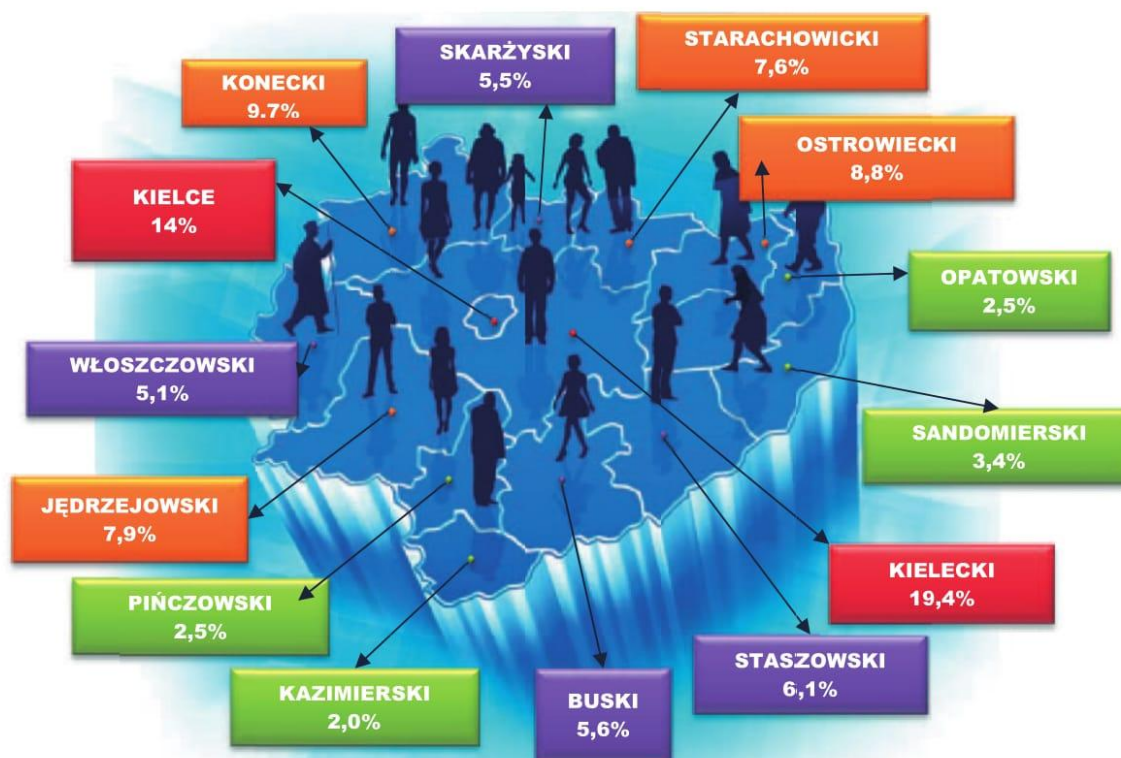 SKARŻYSKI
5,5%
STARACHOWICKI
7,6%
KONECKI
9.7%
OSTROWIECKI
8,8%
KIELCE
14%
OPATOWSKI
2,5%
WŁOSZCZOWSKI
5,1%
SANDOMIERSKI
3,4%
JĘDRZEJOWSKI
7,9%
KIELECKI
19,4%
PIŃCZOWSKI
2,5%
STASZOWSKI
6,1%
KAZIMIERSKI
2,0%
BUSKI
5,6%